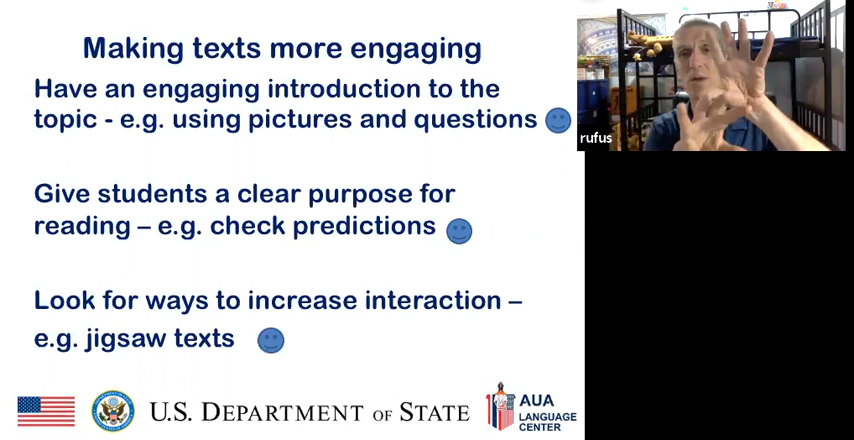 Making texts more engaging
Have an engaging introduction to the
topic - e.g. using pictures and questions
Give students a clear purpose for
reading – e.g. check predictions
Look for ways to increase interaction –
e.g. jigsaw texts
U.S. DEPARTMENT OF STATE
AUA
LANGUAGE
CENTER
rufus